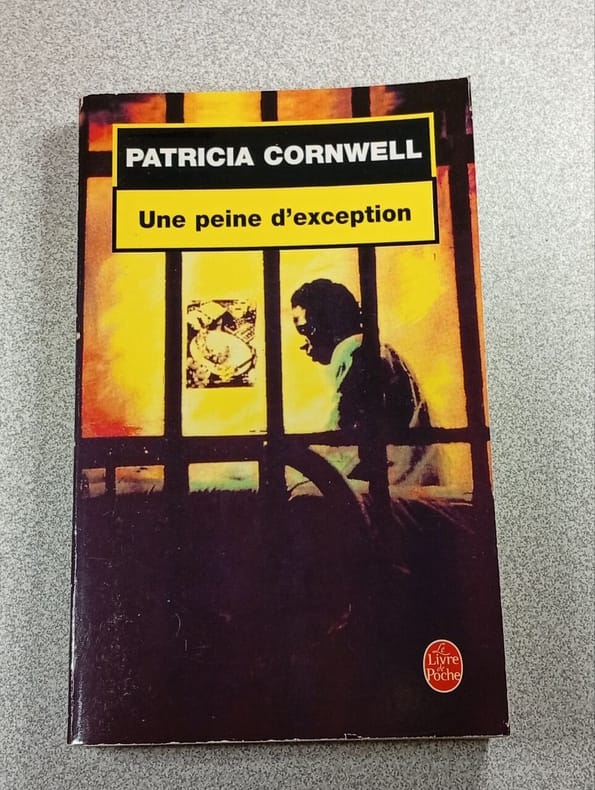 PATRICIA CORNWELL
Une peine d'exception
Le
Livre
de
Poche